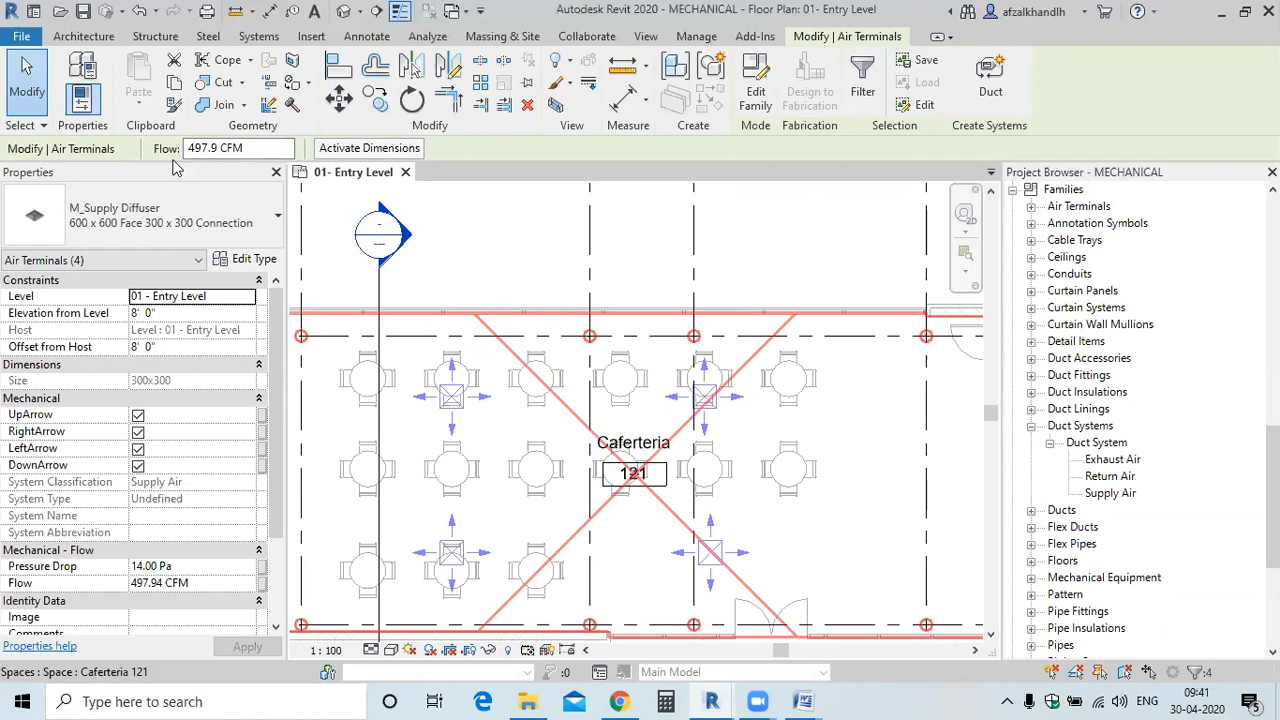 Autodesk Revit 2020 - MECHANICAL - Floor Plan: 01- Entry Level
afzalkhandlh
File Architecture Structure Steel Systems Insert Annotate Analyze Massing & Site Collaborate View Manage Add-Ins Modify | Air Terminals
Modify
Paste
Cope
Cut
Join
Edit Family
Design to Fabrication
Filter
Save
Load
Edit
Duct
Select Properties Clipboard Geometry Modify View Measure Create Mode Fabrication Selection Create Systems
Modify | Air Terminals Flow: 497.9 CFM Activate Dimensions
Properties
M_Supply Diffuser
600 x 600 Face 300 x 300 Connection
Air Terminals (4) Edit Type
Constraints
Level 01 - Entry Level
Elevation from Level 8' 0"
Host Level : 01 - Entry Level
Offset from Host 8' 0"
Dimensions
Size 300x300
Mechanical
UpArrow
RightArrow
LeftArrow
DownArrow
System Classification Supply Air
System Type Undefined
System Name
System Abbreviation
Mechanical - Flow
Pressure Drop 14.00 Pa
Flow 497.94 CFM
Identity Data
Image
Comments
Properties help Apply
01- Entry Level
2D
Caferteria
121
1 : 100
Project Browser - MECHANICAL
Families
Air Terminals
Annotation Symbols
Cable Trays
Ceilings
Conduits
Curtain Panels
Curtain Systems
Curtain Wall Mullions
Detail Items
Duct Accessories
Duct Fittings
Duct Insulations
Duct Linings
Duct Systems
Duct System
Exhaust Air
Return Air
Supply Air
Ducts
Flex Ducts
Flex Pipes
Floors
Mechanical Equipment
Pattern
Pipe Fittings
Pipe Insulations
Pipes
Spaces : Space : Caferteria 121
:0
Main Model
:4
Type here to search
ENG
09:41
30-04-2020
5